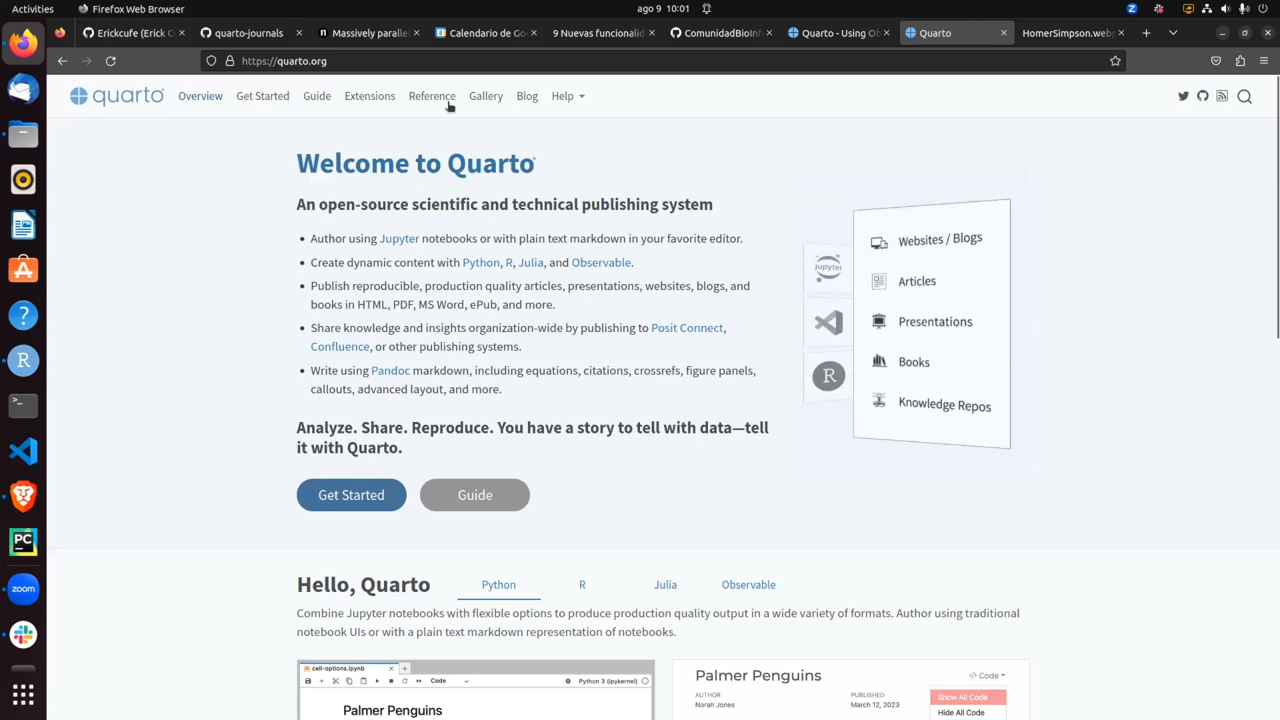 Activities
Firefox Web Browser
ago 9 10:01
Erickcufe (Erick C
quarto-journals
Massively paralle
Calendario de Go
9 Nuevas funcionalid
ComunidadBioInf
Quarto - Using Ob
Quarto
HomerSimpson.web
https://quarto.org
quarto
Overview
Get Started
Guide
Extensions
Reference
Gallery
Blog
Help
Welcome to Quarto
An open-source scientific and technical publishing system
Author using Jupyter notebooks or with plain text markdown in your favorite editor.
Create dynamic content with Python, R, Julia, and Observable.
Publish reproducible, production quality articles, presentations, websites, blogs, and
books in HTML, PDF, MS Word, ePub, and more.
Share knowledge and insights organization-wide by publishing to Posit Connect,
Confluence, or other publishing systems.
Write using Pandoc markdown, including equations, citations, crossrefs, figure panels,
callouts, advanced layout, and more.
Analyze. Share. Reproduce. You have a story to tell with data—tell
it with Quarto.
Get Started
Guide
jupyter
R
Websites / Blogs
Articles
Presentations
Books
Knowledge Repos
Hello, Quarto
Python
R
Julia
Observable
Combine Jupyter notebooks with flexible options to produce production quality output in a wide variety of formats. Author using traditional
notebook UIs or with a plain text markdown representation of notebooks.
cell-options.ipynb
Code
Python 3 (ipykernel)
Palmer Penguins
Palmer Penguins
</> Code
AUTHOR
Norah Jones
PUBLISHED
March 12, 2023
Show All Code
Hide All Code
R
PC
zoom